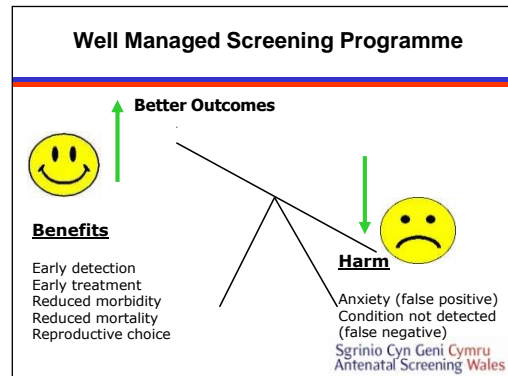 Well Managed Screening Programme
Better Outcomes
Benefits
Early detection
Early treatment
Reduced morbidity
Reduced mortality
Reproductive choice
Harm
Anxiety (false positive)
Condition not detected
(false negative)
Sgrinio Cyn Geni Cymru
Antenatal Screening Wales